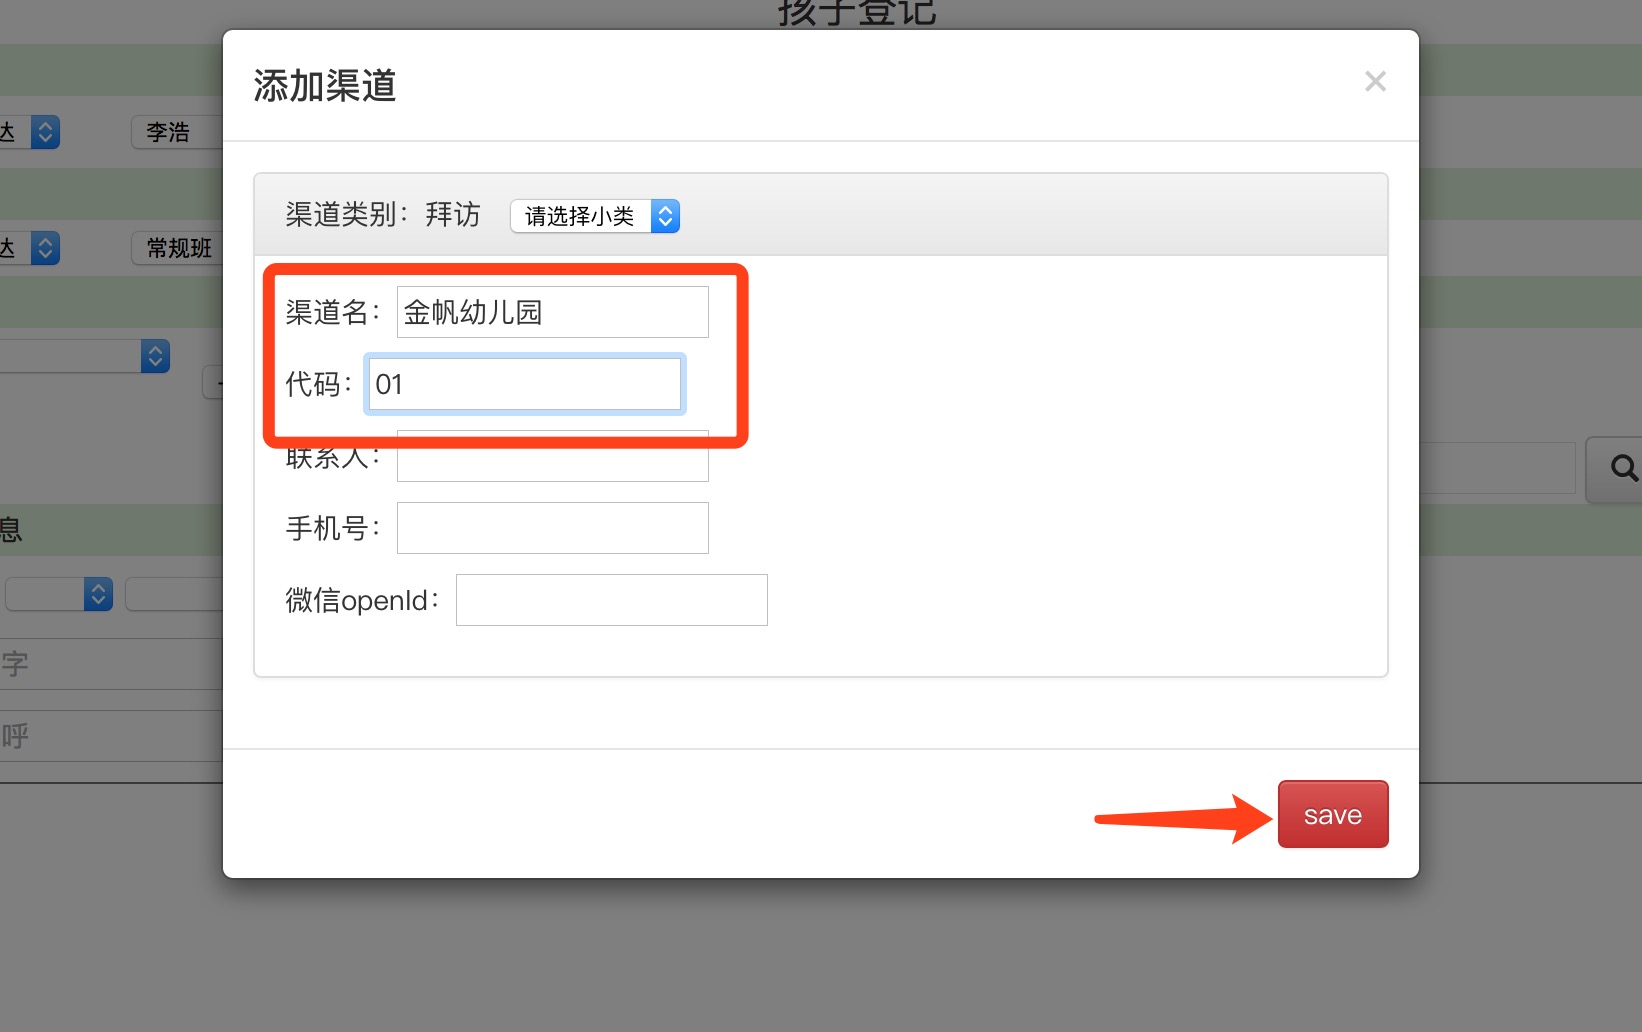 孩子登记
添加渠道
×
达
李浩
渠道类别：拜访 请选择小类
达
常规班
渠道名：金帆幼儿园
代码：01
联系人：
手机号：
息
微信openId：
字
呼
save